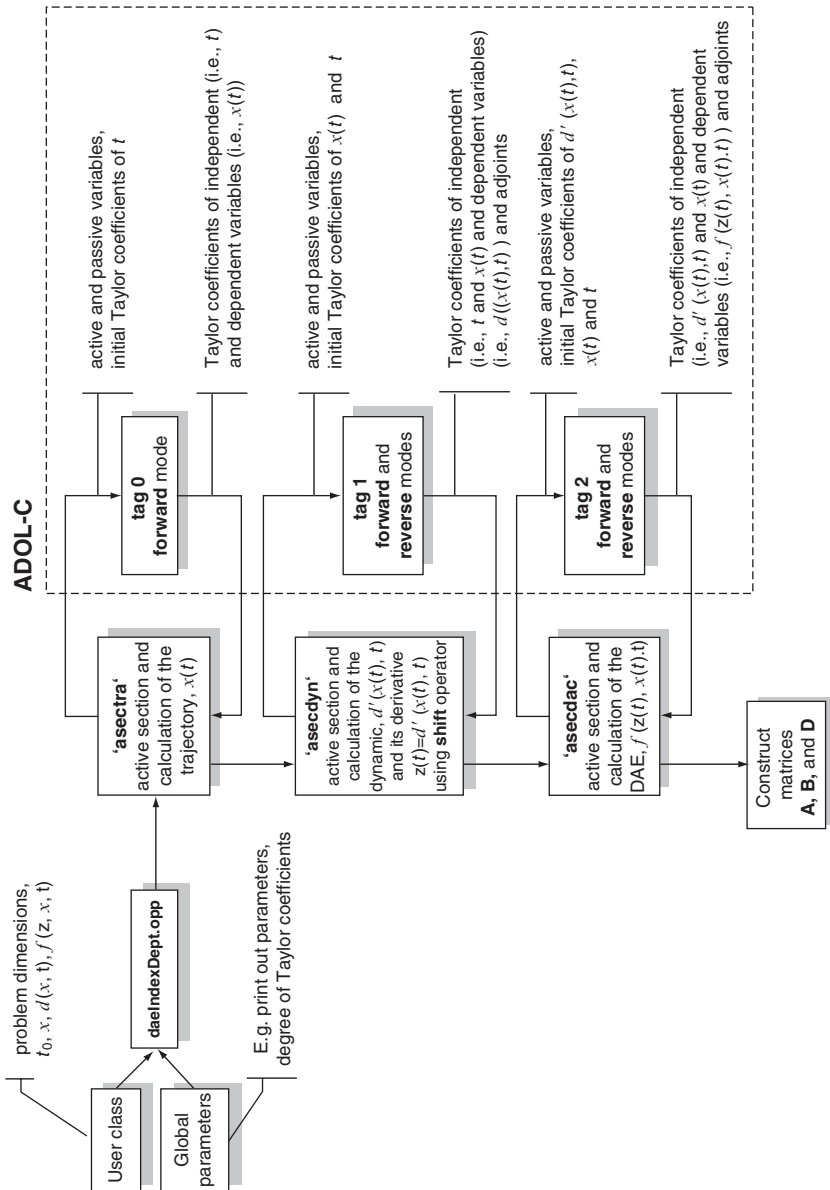 ADOL-C
User class
Global
parameters
problem dimensions,
t₀, x, d(x, t), f (z, x, t)
E.g. print out parameters,
degree of Taylor coefficients
daeIndexDept.opp
'asectra'
active section and
calculation of the
trajectory, x(t)
tag 0
forward mode
active and passive variables,
initial Taylor coefficients of t
Taylor coefficients of independent (i.e., t)
and dependent variables (i.e., x(t))
'asecdyn'
active section and
calculation of the
dynamic, d'(x(t), t)
and its derivative
z(t)=d' (x(t), t)
using shift operator
tag 1
forward and
reverse modes
active and passive variables,
initial Taylor coefficients of x(t) and t
Taylor coefficients of independent
(i.e., t and x(t) and dependent variables)
(i.e., d((x(t),t) ) and adjoints
'asecdac'
active section and
calculation of the
DAE, f (z(t), x(t).t)
tag 2
forward and
reverse modes
active and passive variables,
initial Taylor coefficients of d' (x(t),t),
x(t) and t
Taylor coefficients of independent
(i.e., d' (x(t),t) and x(t) and dependent
variables (i.e., f (z(t), x(t).t) ) and adjoints
Construct
matrices
A, B, and D